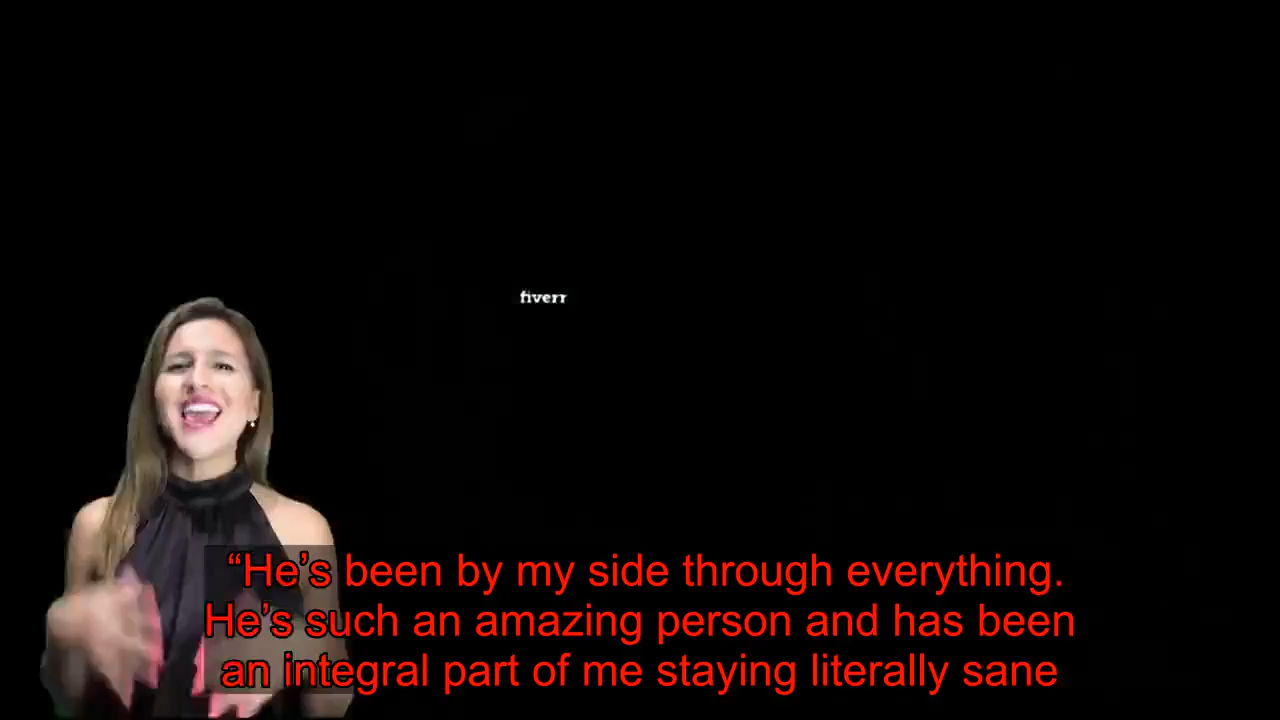 fiverr
“He’s been by my side through everything.
He’s such an amazing person and has been
an integral part of me staying literally sane